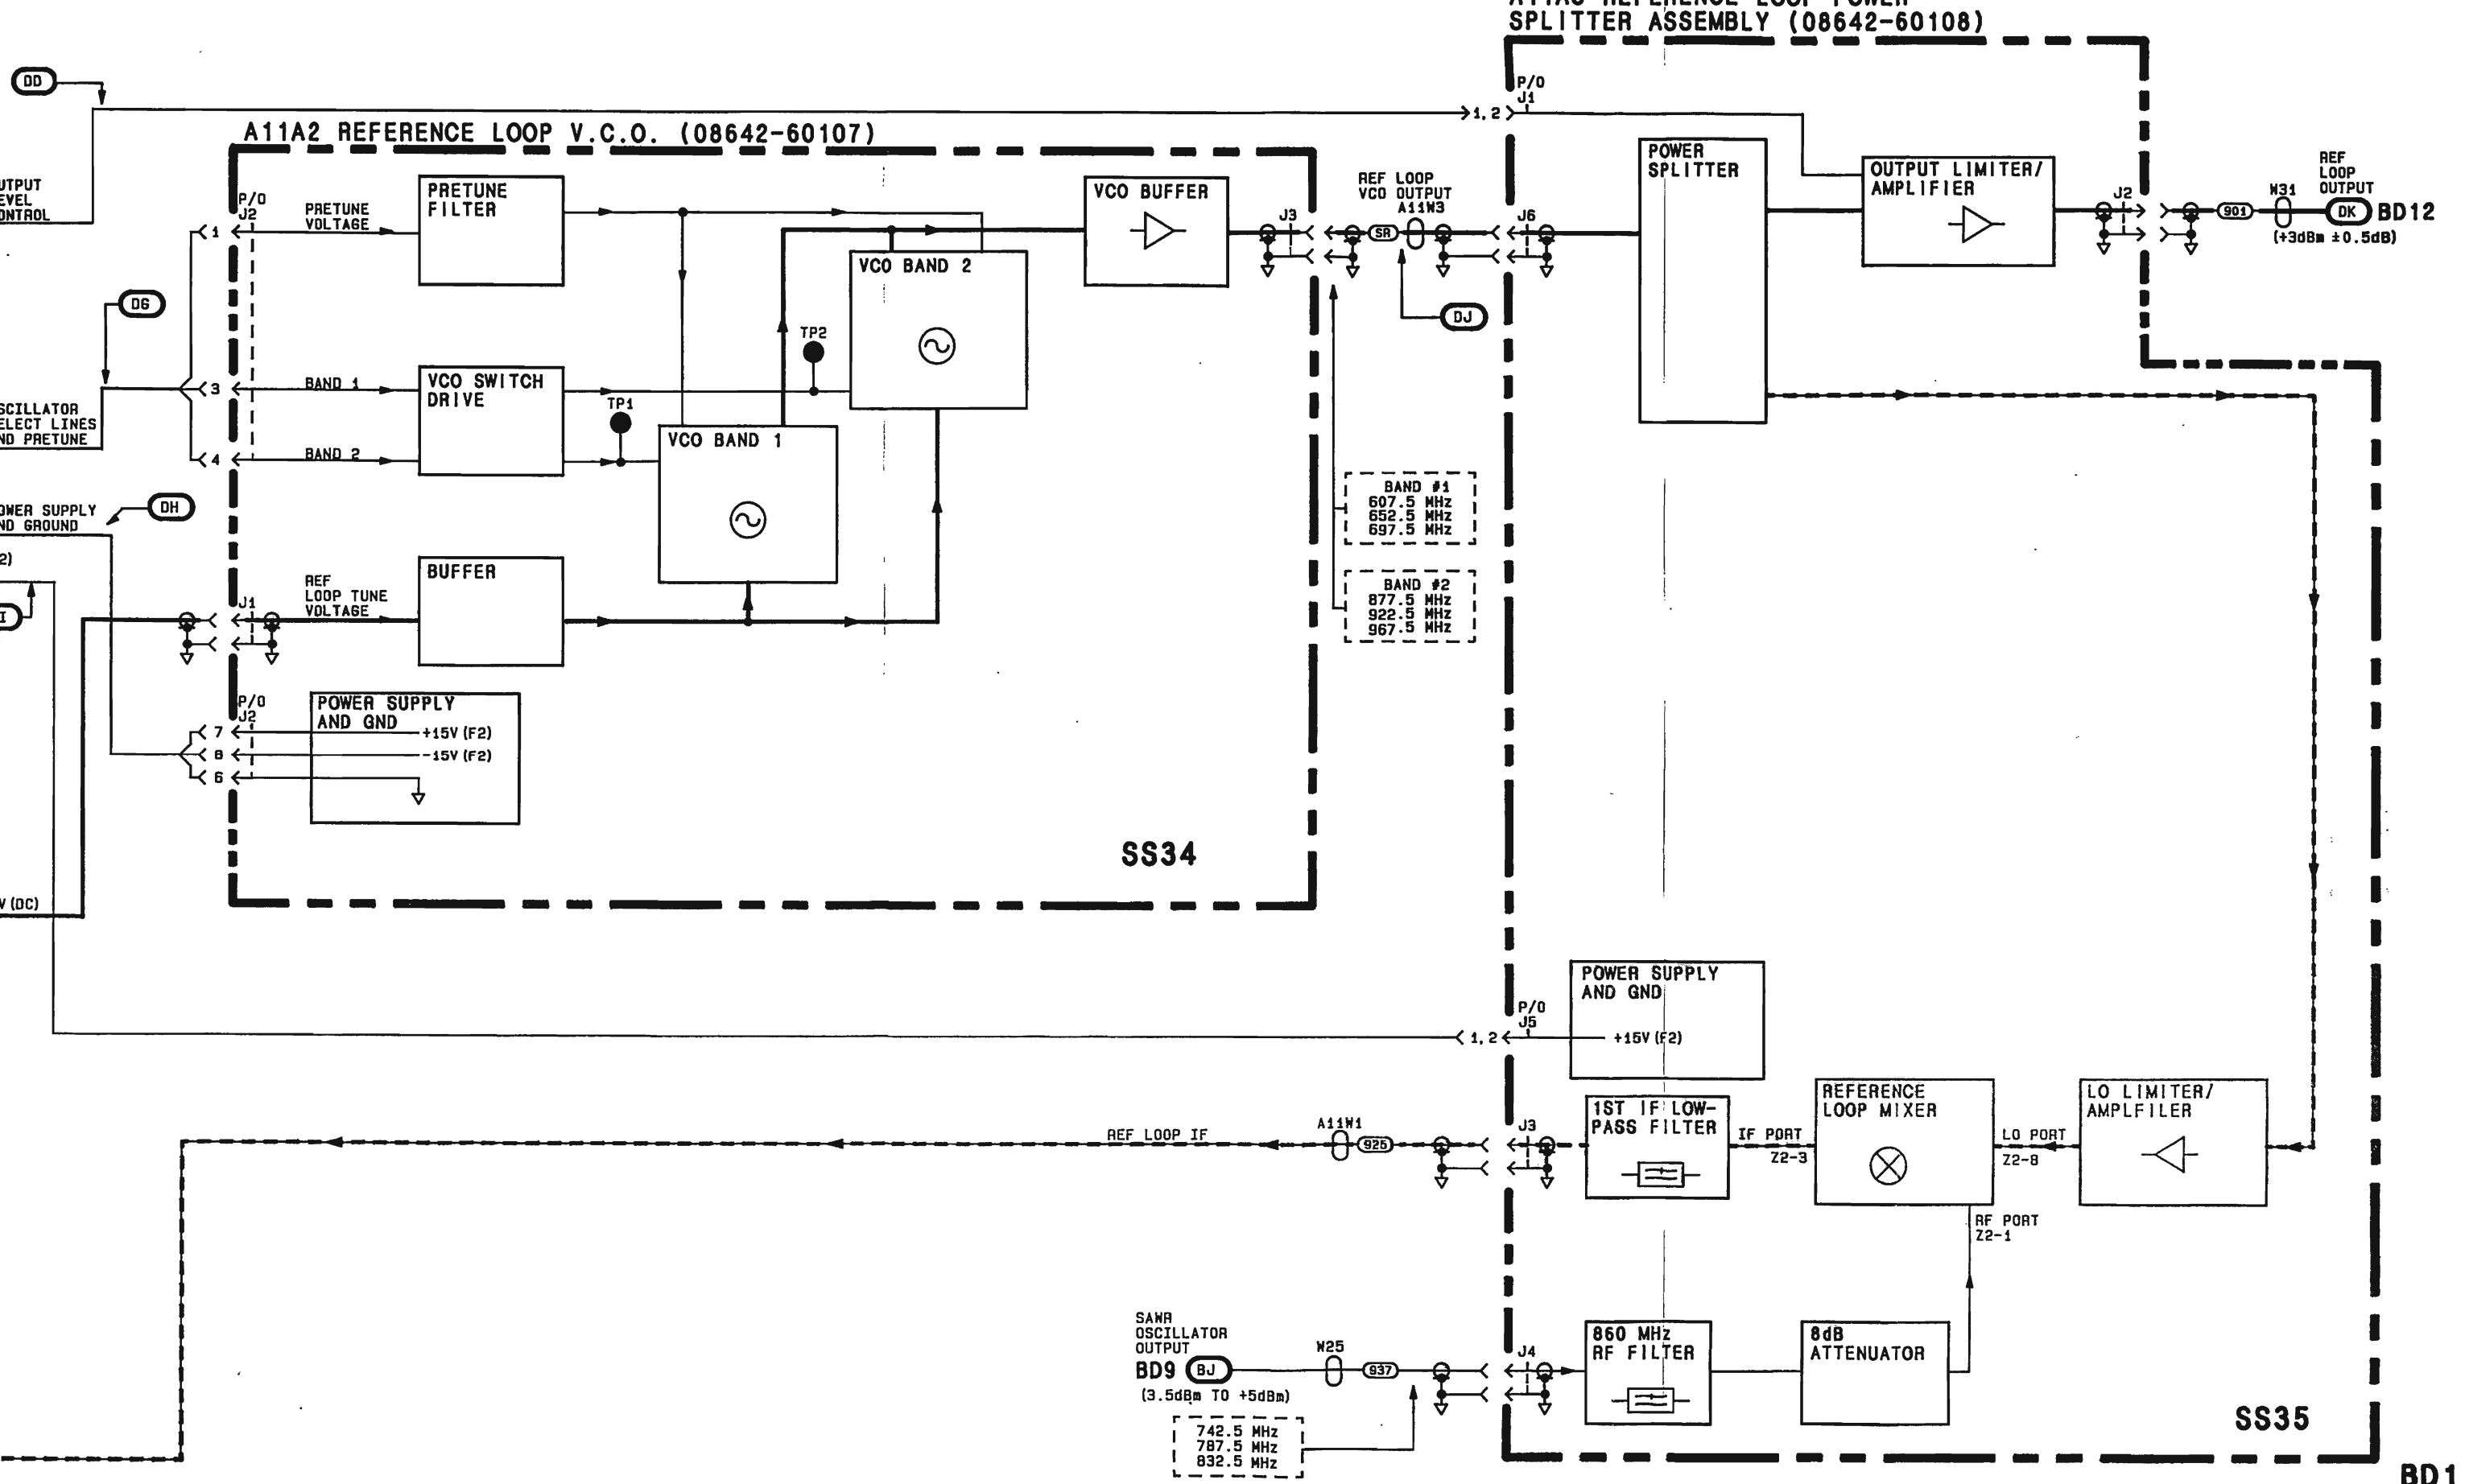 SPLITTER ASSEMBLY (08642-60108)
DD
P/O
J1
1, 2
A11A2 REFERENCE LOOP V.C.O. (08642-60107)
CONTROL
P/O
J2
1
PRETUNE
VOLTAGE
PRETUNE
FILTER
VCO BUFFER
VCO BAND 2
J3
REF LOOP
VCO OUTPUT
A11W3
SR
J6
DJ
POWER
SPLITTER
OUTPUT LIMITER/
AMPLIFIER
J2
901
W31
REF
LOOP
OUTPUT
DK
BD12
(+3dBm ±0.5dB)
DG
3
BAND 1
VCO SWITCH
DRIVE
TP2
TP1
4
BAND 2
VCO BAND 1
ND PRETUNE
BAND #1
607.5 MHz
652.5 MHz
697.5 MHz
BAND #2
877.5 MHz
922.5 MHz
967.5 MHz
OWER SUPPLY
ND GROUND
DH
2)
I
J1
REF
LOOP TUNE
VOLTAGE
BUFFER
P/O
J2
7
8
6
POWER SUPPLY
AND GND
+15V (F2)
-15V (F2)
SS34
V (DC)
P/O
J5
1, 2
POWER SUPPLY
AND GND
+15V (F2)
REF LOOP IF
A11W1
925
J3
1ST IF LOW-
PASS FILTER
IF PORT
Z2-3
REFERENCE
LOOP MIXER
LO PORT
Z2-8
LO LIMITER/
AMPLFILER
RF PORT
Z2-1
SAWR
OSCILLATOR
OUTPUT
BD9
BJ
(3.5dBm TO +5dBm)
W25
937
J4
860 MHz
RF FILTER
8dB
ATTENUATOR
742.5 MHz
787.5 MHz
832.5 MHz
SS35
BD1